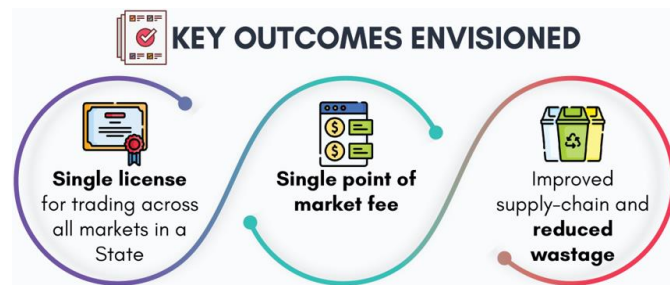 KEY OUTCOMES ENVISIONED
Single license
for trading across
all markets in a
State
Single point of
market fee
Improved
supply-chain and
reduced
wastage